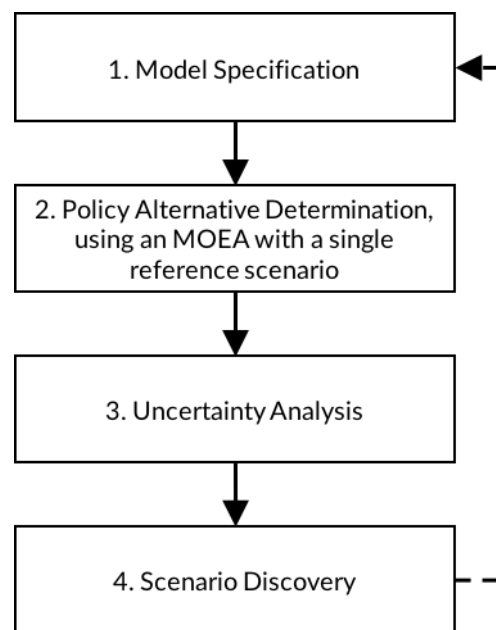 1. Model Specification
2. Policy Alternative Determination,
using an MOEA with a single
reference scenario
3. Uncertainty Analysis
4. Scenario Discovery